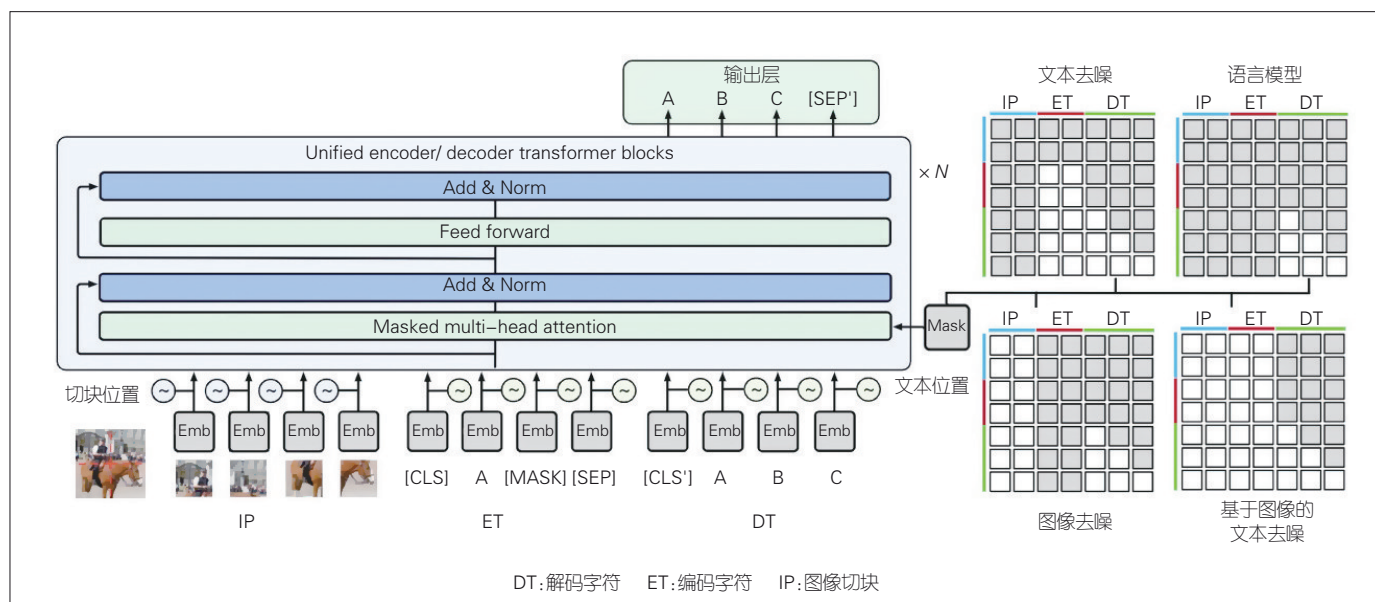 输出层
A B C [SEP']
Unified encoder/ decoder transformer blocks
× N
Add & Norm
Feed forward
Add & Norm
Masked multi-head attention
Mask
切块位置
~ ~ ~ ~ ~ ~ ~ ~ ~ ~ ~ ~
文本位置
Emb Emb Emb Emb Emb Emb Emb Emb Emb Emb Emb Emb
[CLS] A [MASK] [SEP] [CLS'] A B C
IP ET DT
文本去噪
IP ET DT
语言模型
IP ET DT
IP ET DT
图像去噪
IP ET DT
基于图像的
文本去噪
DT:解码字符 ET:编码字符 IP:图像切块